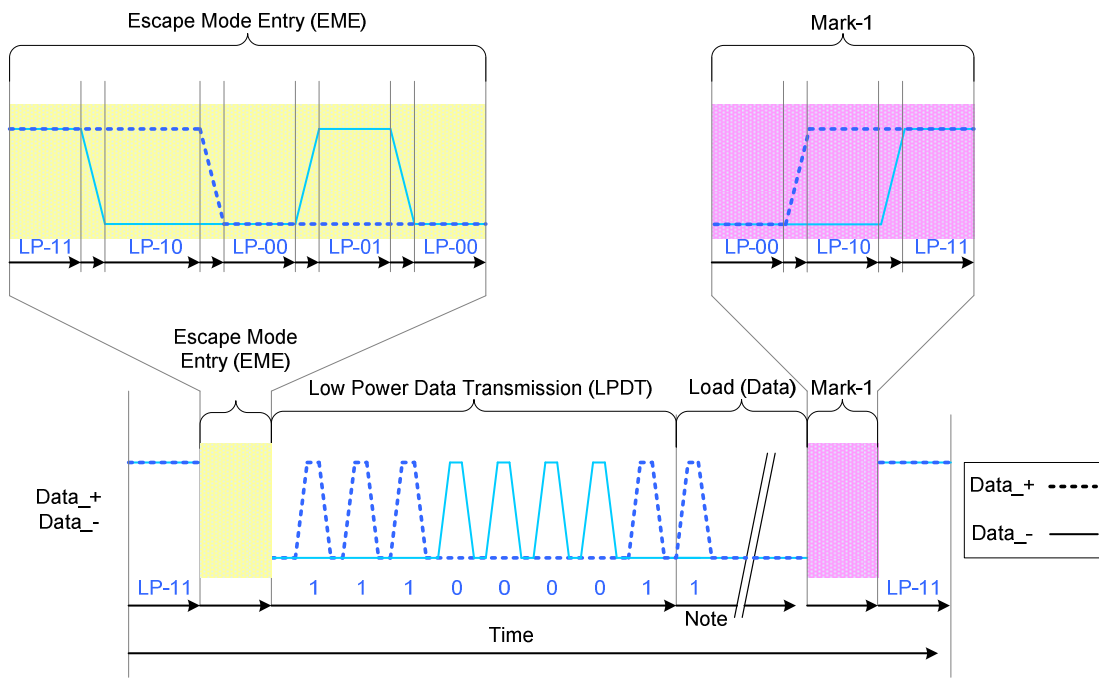 Escape Mode Entry (EME)
Mark-1
LP-11 LP-10 LP-00 LP-01 LP-00
LP-00 LP-10 LP-11
Escape Mode
Entry (EME)
Low Power Data Transmission (LPDT)
Load (Data)
Mark-1
Data_+
Data_-
Data_+
Data_-
LP-11 1 1 1 0 0 0 0 1 1 LP-11
Note
Time